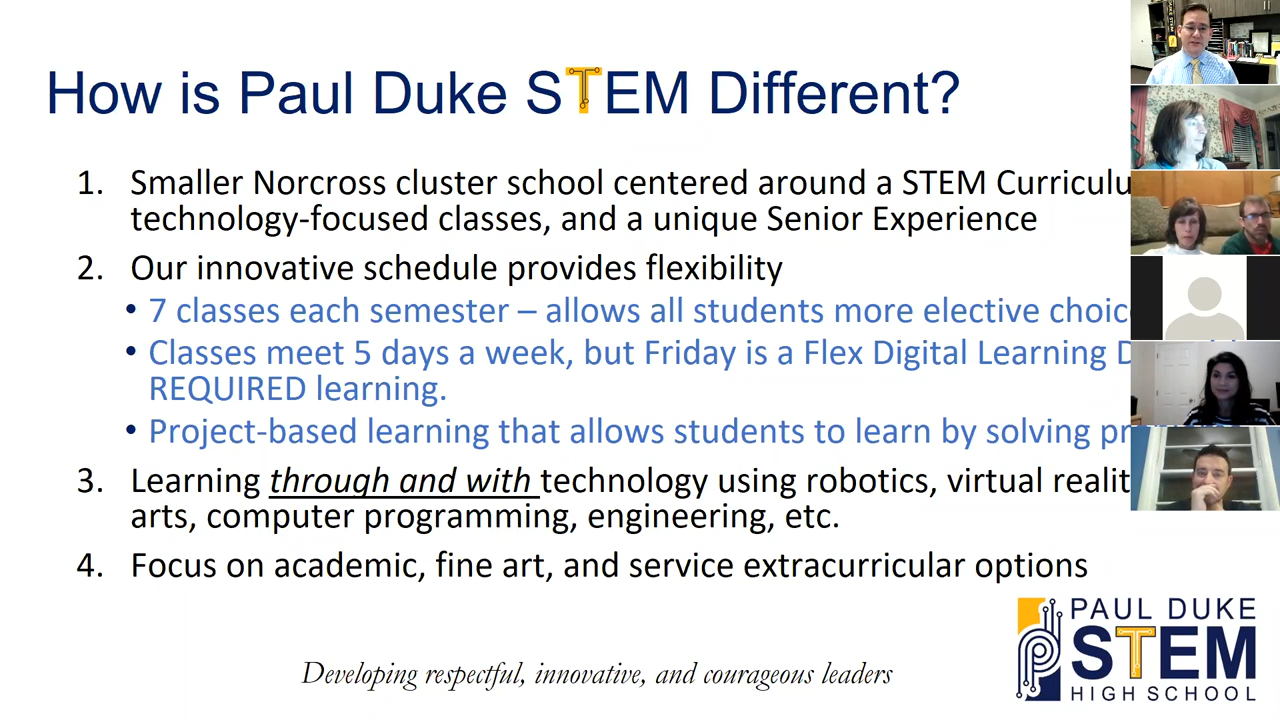 How is Paul Duke STEM Different?
1. Smaller Norcross cluster school centered around a STEM
technology-focused classes, and a unique Senior Experience
2. Our innovative schedule provides flexibility
• 7 classes each semester – allows all students more elective
• Classes meet 5 days a week, but Friday is a Flex Digital Learning
REQUIRED learning.
• Project-based learning that allows students to learn by solving
3. Learning through and with technology using robotics, virtual
arts, computer programming, engineering, etc.
4. Focus on academic, fine art, and service extracurricular options
PAUL DUKE
STEM
HIGH SCHOOL
Developing respectful, innovative, and courageous leaders